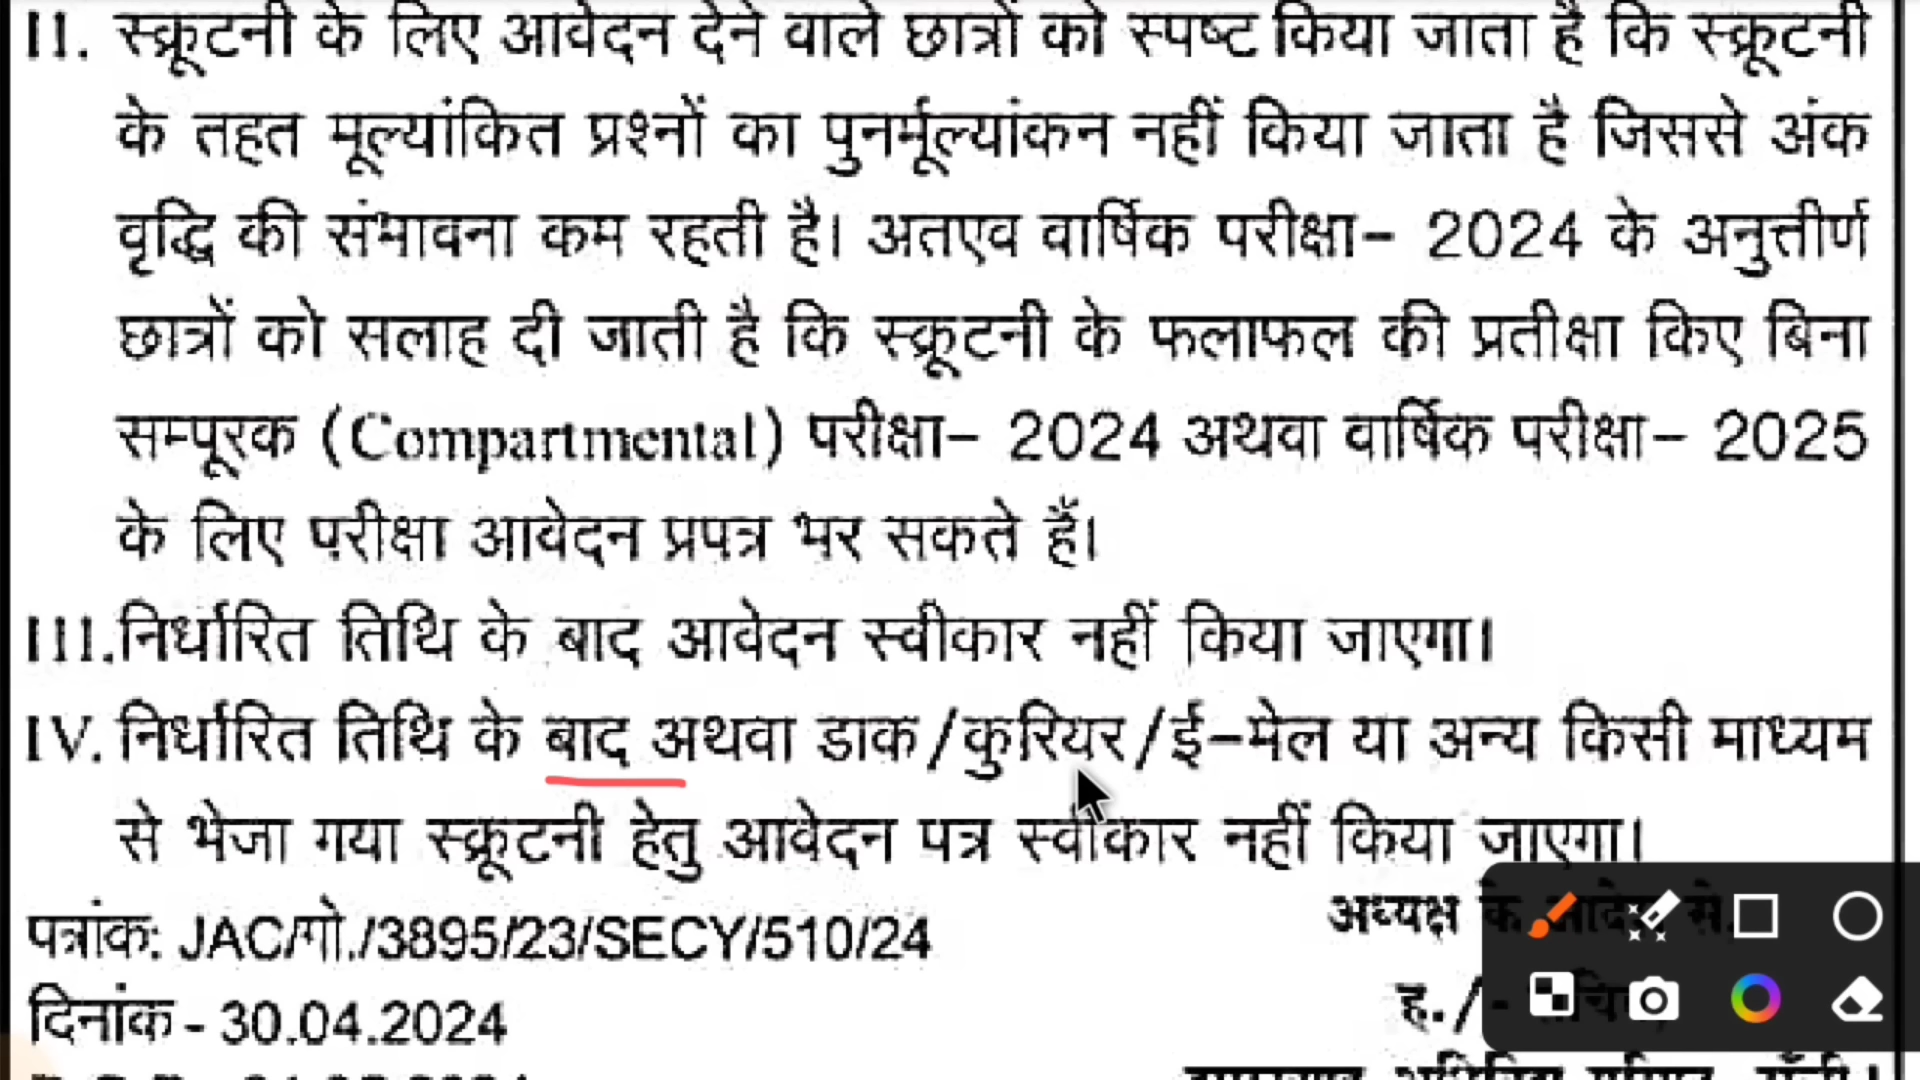 II. स्क्रूटनी के लिए आवेदन देने वाले छात्रों को स्पष्ट किया जाता है कि स्क्रूटनी
के तहत मूल्यांकित प्रश्नों का पुनर्मूल्यांकन नहीं किया जाता है जिससे अंक
वृद्धि की संभावना कम रहती है। अतएव वार्षिक परीक्षा- 2024 के अनुत्तीर्ण
छात्रों को सलाह दी जाती है कि स्क्रूटनी के फलाफल की प्रतीक्षा किए बिना
सम्पूरक (Compartmental) परीक्षा- 2024 अथवा वार्षिक परीक्षा- 2025
के लिए परीक्षा आवेदन प्रपत्र भर सकते हैं।
III. निर्धारित तिथि के बाद आवेदन स्वीकार नहीं किया जाएगा।
IV. निर्धारित तिथि के बाद अथवा डाक/कुरियर/ई-मेल या अन्य किसी माध्यम
से भेजा गया स्क्रूटनी हेतु आवेदन पत्र स्वीकार नहीं किया जाएगा।
पत्रांक: JAC/गो./3895/23/SECY/510/24
अध्यक्ष के आदेश से,
दिनांक - 30.04.2024
ह./-